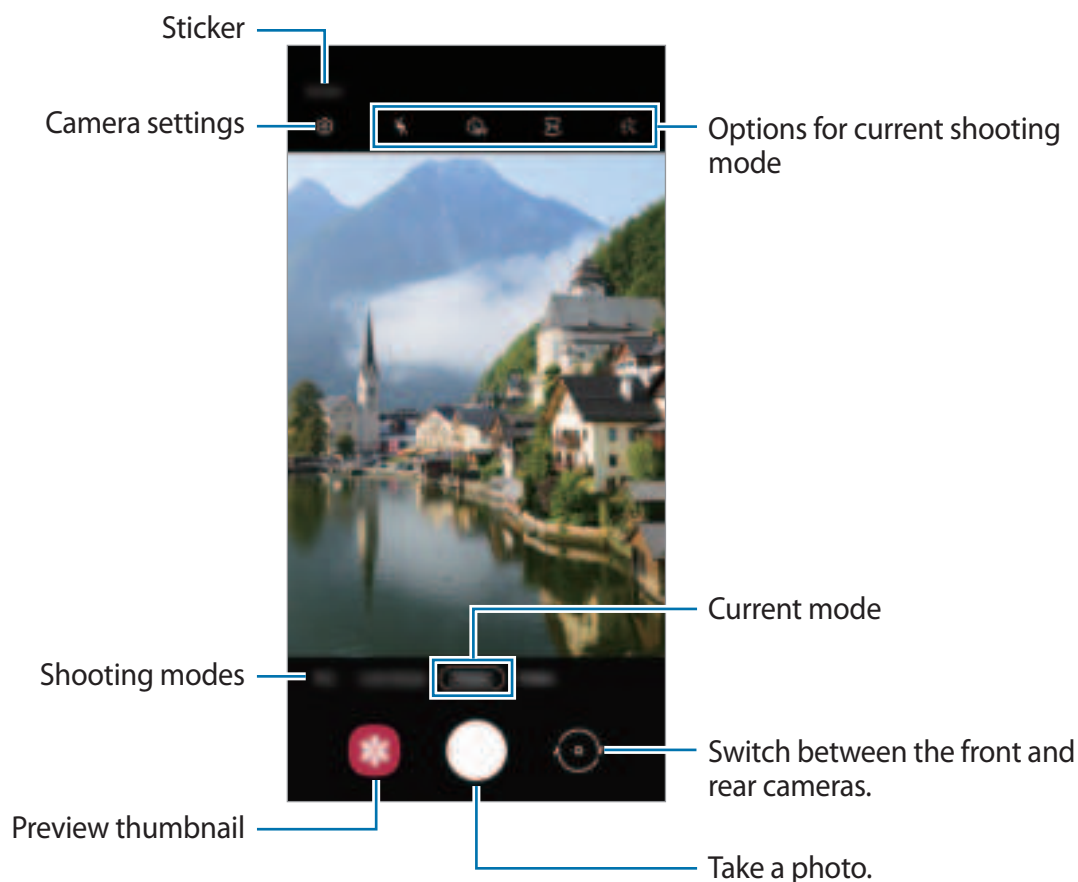 Sticker
Camera settings
Options for current shooting
mode
Current mode
Shooting modes
Switch between the front and
rear cameras.
Preview thumbnail
Take a photo.